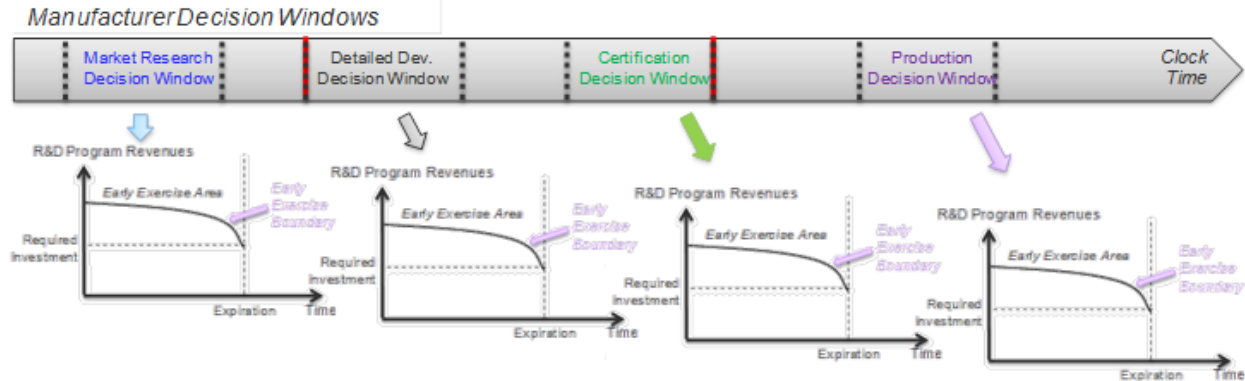 Manufacturer Decision Windows
Market Research
Decision Window
Detailed Dev.
Decision Window
Certification
Decision Window
Production
Decision Window
Clock
Time
R&D Program Revenues
Early Exercise Area
Early
Exercise
Boundary
Required
Investment
Expiration
Time
R&D Program Revenues
Early Exercise Area
Early
Exercise
Boundary
Required
Investment
Expiration
Time
R&D Program Revenues
Early Exercise Area
Early
Exercise
Boundary
Required
Investment
Expiration
Time
R&D Program Revenues
Early Exercise Area
Early
Exercise
Boundary
Required
Investment
Expiration
Time